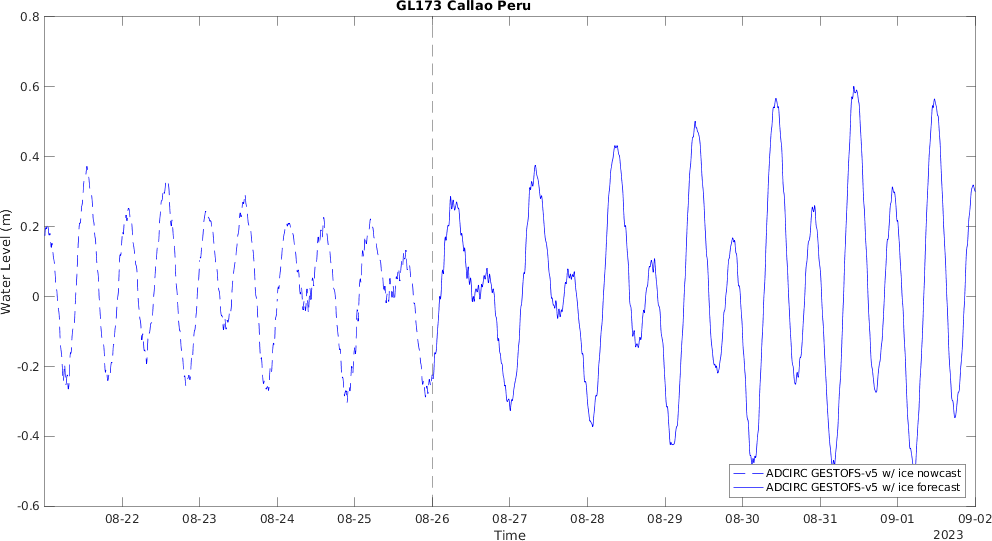 GL173 Callao Peru
Water Level (m)
0.8
0.6
0.4
0.2
0
-0.2
-0.4
-0.6
ADCIRC GESTOFS-v5 w/ ice nowcast
ADCIRC GESTOFS-v5 w/ ice forecast
08-22 08-23 08-24 08-25 08-26 08-27 08-28 08-29 08-30 08-31 09-01 09-02
Time
2023